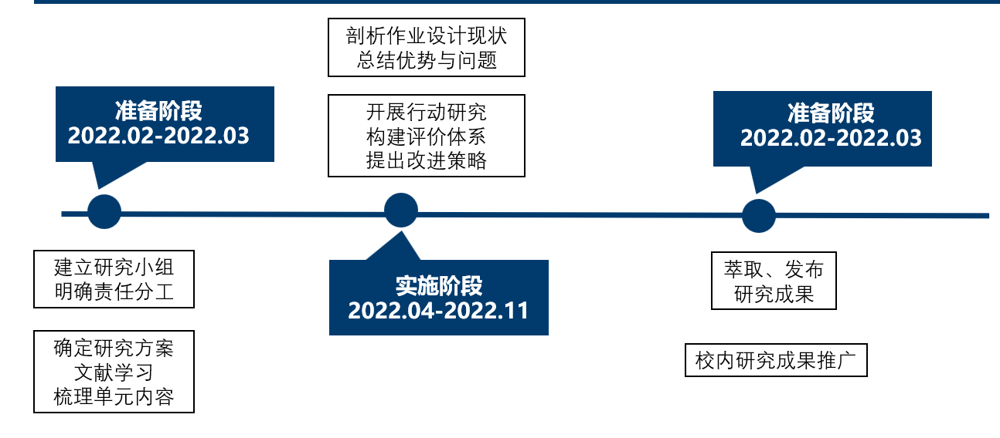 准备阶段
2022.02-2022.03
建立研究小组
明确责任分工
确定研究方案
文献学习
梳理单元内容
剖析作业设计现状
总结优势与问题
开展行动研究
构建评价体系
提出改进策略
实施阶段
2022.04-2022.11
准备阶段
2022.02-2022.03
萃取、发布
研究成果
校内研究成果推广